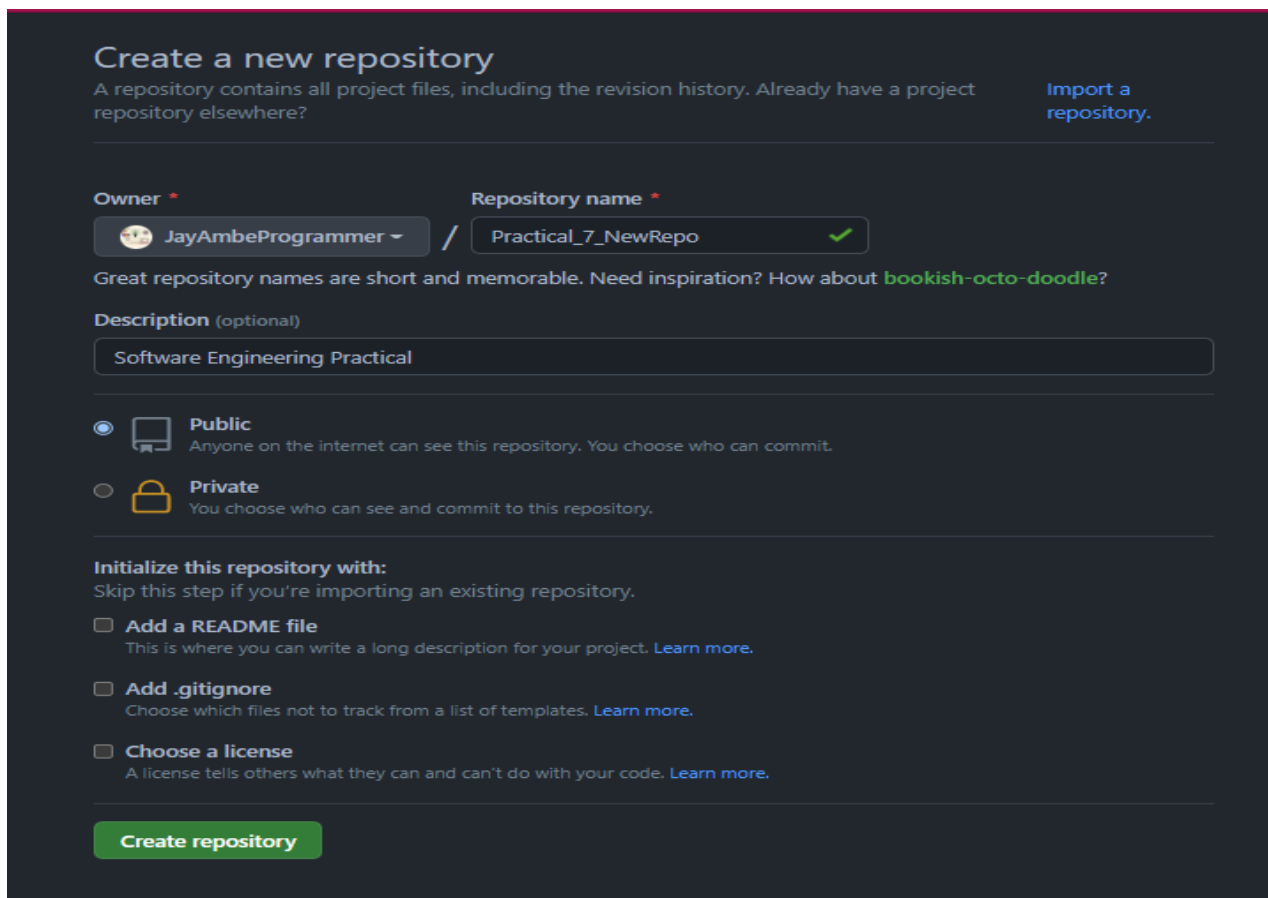 Create a new repository
A repository contains all project files, including the revision history. Already have a project
repository elsewhere?
Import a
repository.
Owner *
Repository name *
JayAmbeProgrammer
/
Practical_7_NewRepo
Great repository names are short and memorable. Need inspiration? How about bookish-octo-doodle?
Description (optional)
Software Engineering Practical
Public
Anyone on the internet can see this repository. You choose who can commit.
Private
You choose who can see and commit to this repository.
Initialize this repository with:
Skip this step if you're importing an existing repository.
Add a README file
This is where you can write a long description for your project. Learn more.
Add .gitignore
Choose which files not to track from a list of templates. Learn more.
Choose a license
A license tells others what they can and can't do with your code. Learn more.
Create repository